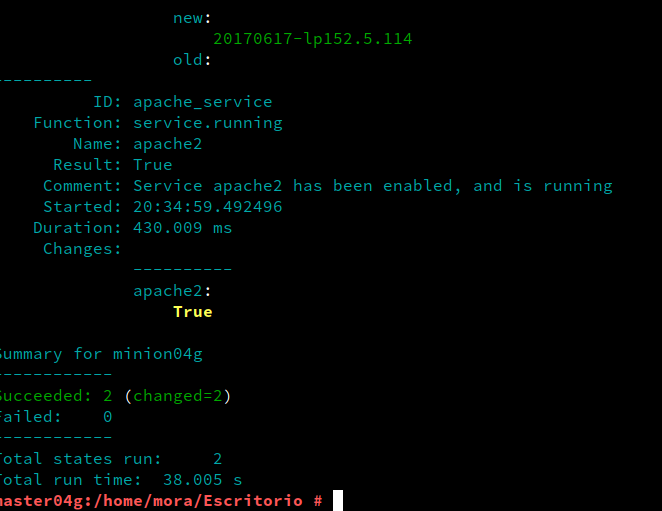 new:
20170617-lp152.5.114
old:
----------
ID: apache_service
Function: service.running
Name: apache2
Result: True
Comment: Service apache2 has been enabled, and is running
Started: 20:34:59.492496
Duration: 430.009 ms
Changes:
----------
apache2:
True
Summary for minion04g
------------
Succeeded: 2 (changed=2)
Failed: 0
------------
Total states run: 2
Total run time: 38.005 s
master04g:/home/mora/Escritorio #